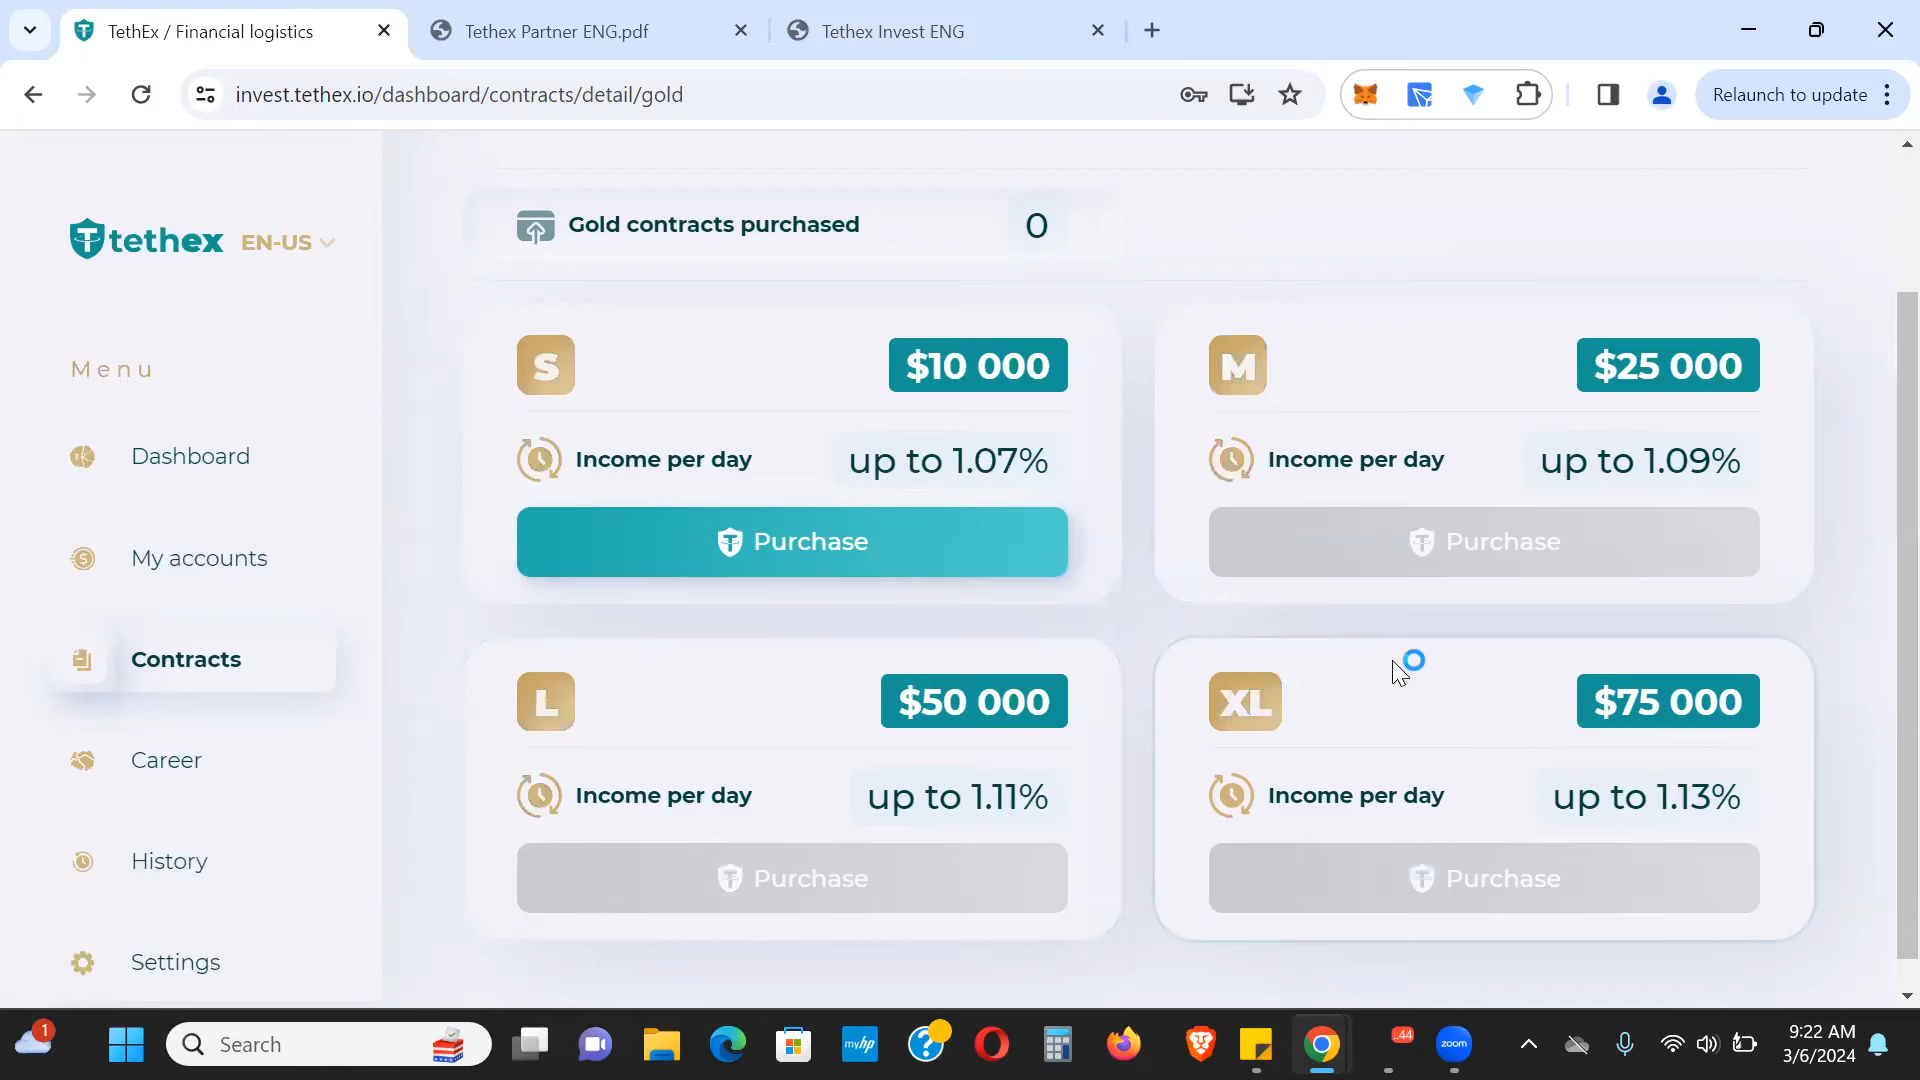 TethEx / Financial logistics
Tethex Partner ENG.pdf
Tethex Invest ENG
invest.tethex.io/dashboard/contracts/detail/gold
Relaunch to update
tethex EN-US
Gold contracts purchased 0
Menu
Dashboard
My accounts
Contracts
Career
History
Settings
S $10 000
Income per day up to 1.07%
Purchase
M $25 000
Income per day up to 1.09%
Purchase
L $50 000
Income per day up to 1.11%
Purchase
XL $75 000
Income per day up to 1.13%
Purchase
1
Search
myhp
.44
zoom
9:22 AM
3/6/2024